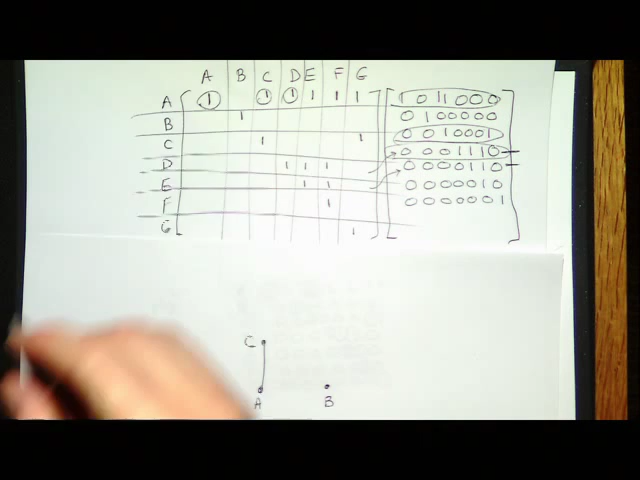 A B C D E F G
A 1 1 1 1 1 1 1 0 1 1 0 0 0
B 1 0 1 0 0 0 0 0
C 1 1 0 0 1 0 0 0 1
D 1 1 1 0 0 0 1 1 1 0
E 1 1 0 0 0 0 1 1 0
F 1 0 0 0 0 0 1 0
G 1 0 0 0 0 0 0 1
C
A B